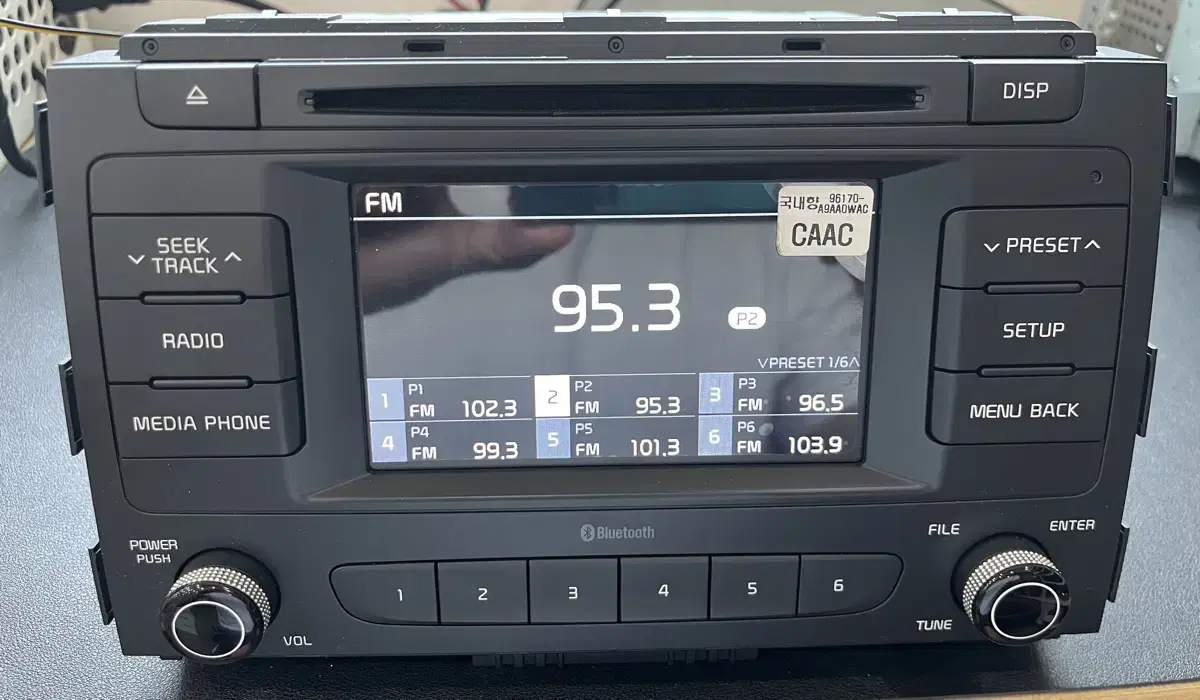 DISP
FM
국내향 96170-
A9AA0WAC
CAAC
SEEK
TRACK
RADIO
MEDIA PHONE
95.3
P2
PRESET 1/6
1 P1
FM 102.3
2 P2
FM 95.3
3 P3
FM 96.5
4 P4
FM 99.3
5 P5
FM 101.3
6 P6
FM 103.9
PRESET
SETUP
MENU BACK
Bluetooth
POWER
PUSH
VOL
1 2 3 4 5 6
FILE
ENTER
TUNE